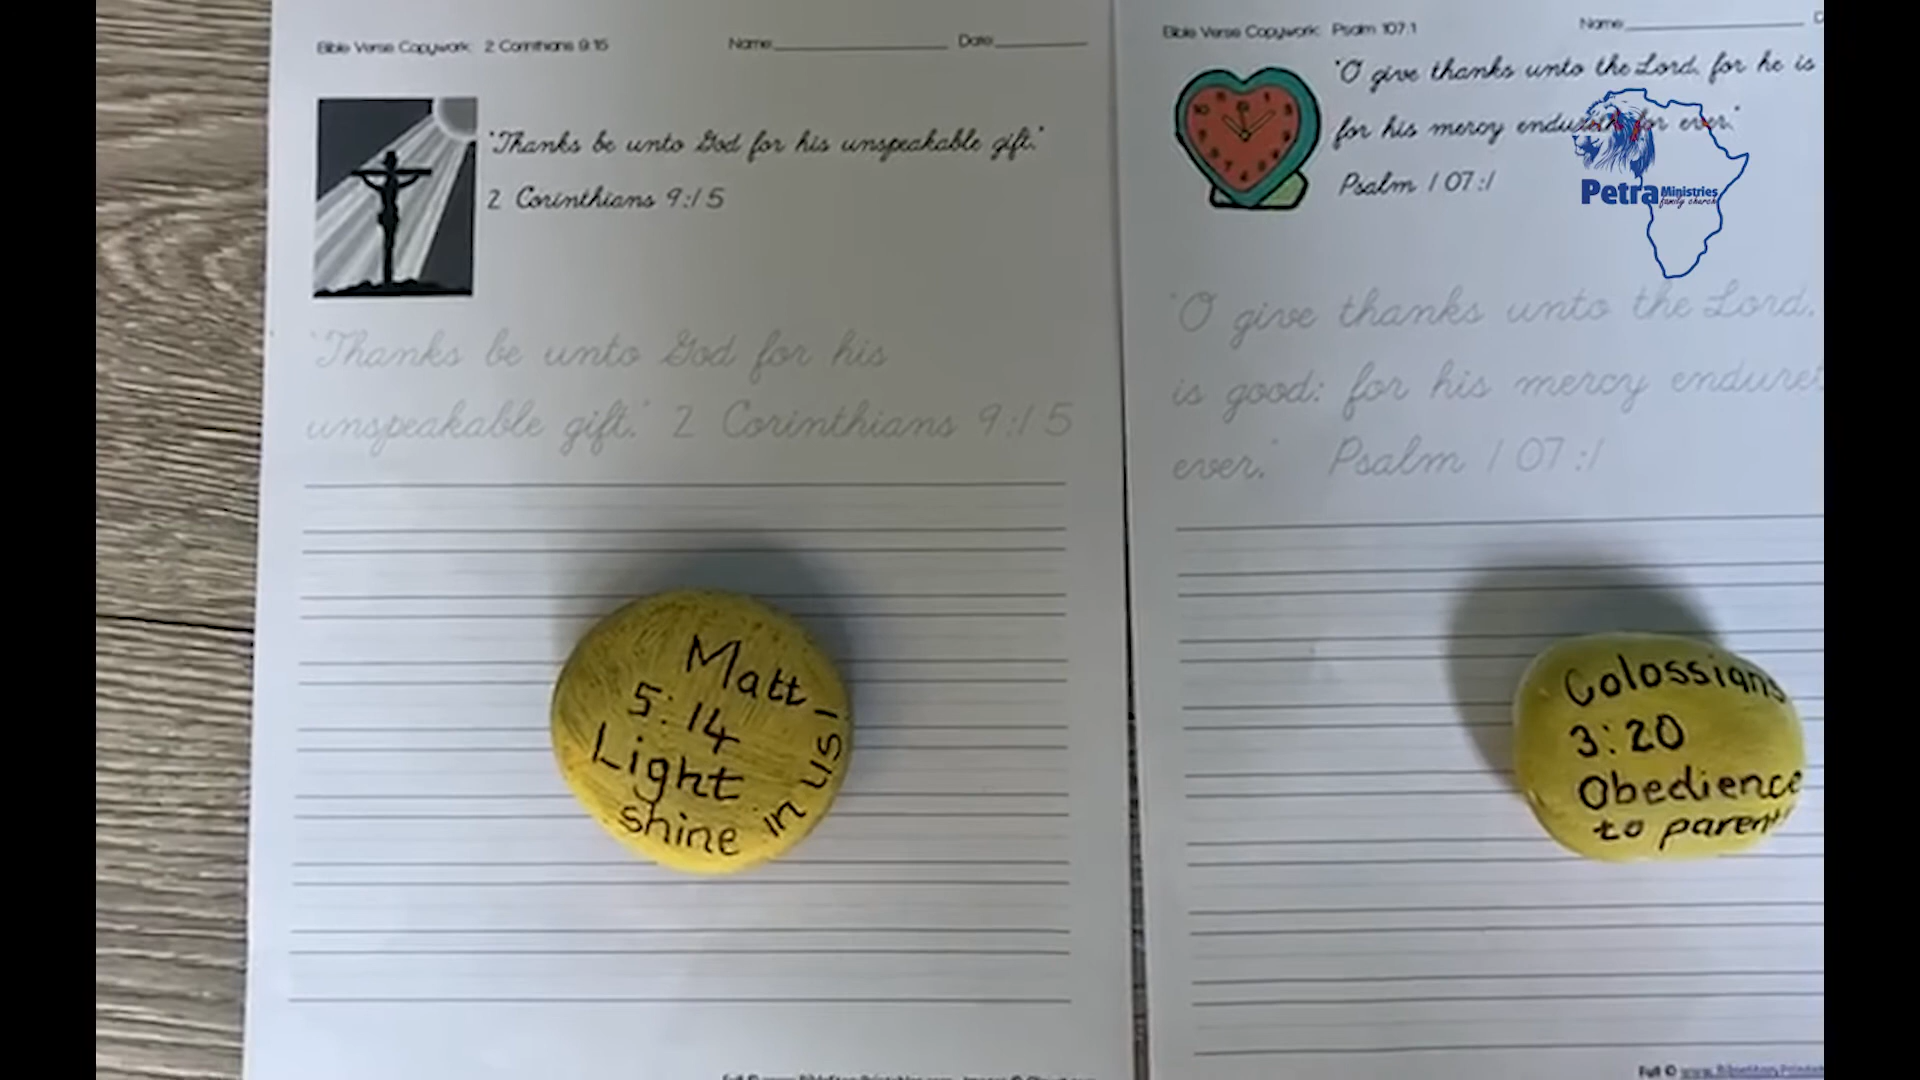 Bible Verse Copywork: 2 Corinthians 9:15 Name Date
"Thanks be unto God for his unspeakable gift."
2 Corinthians 9:15
"Thanks be unto God for his
unspeakable gift." 2 Corinthians 9:15
Matt
5:14
Light
shine in us!
Bible Verse Copywork: Psalm 107:1 Name
"O give thanks unto the Lord, for he is
for his mercy endureth for ever."
Psalm 107:1
Petra Ministries
family church
"O give thanks unto the Lord,
is good: for his mercy
ever." Psalm 107:1
Colossians
3:20
Obedience
to parent